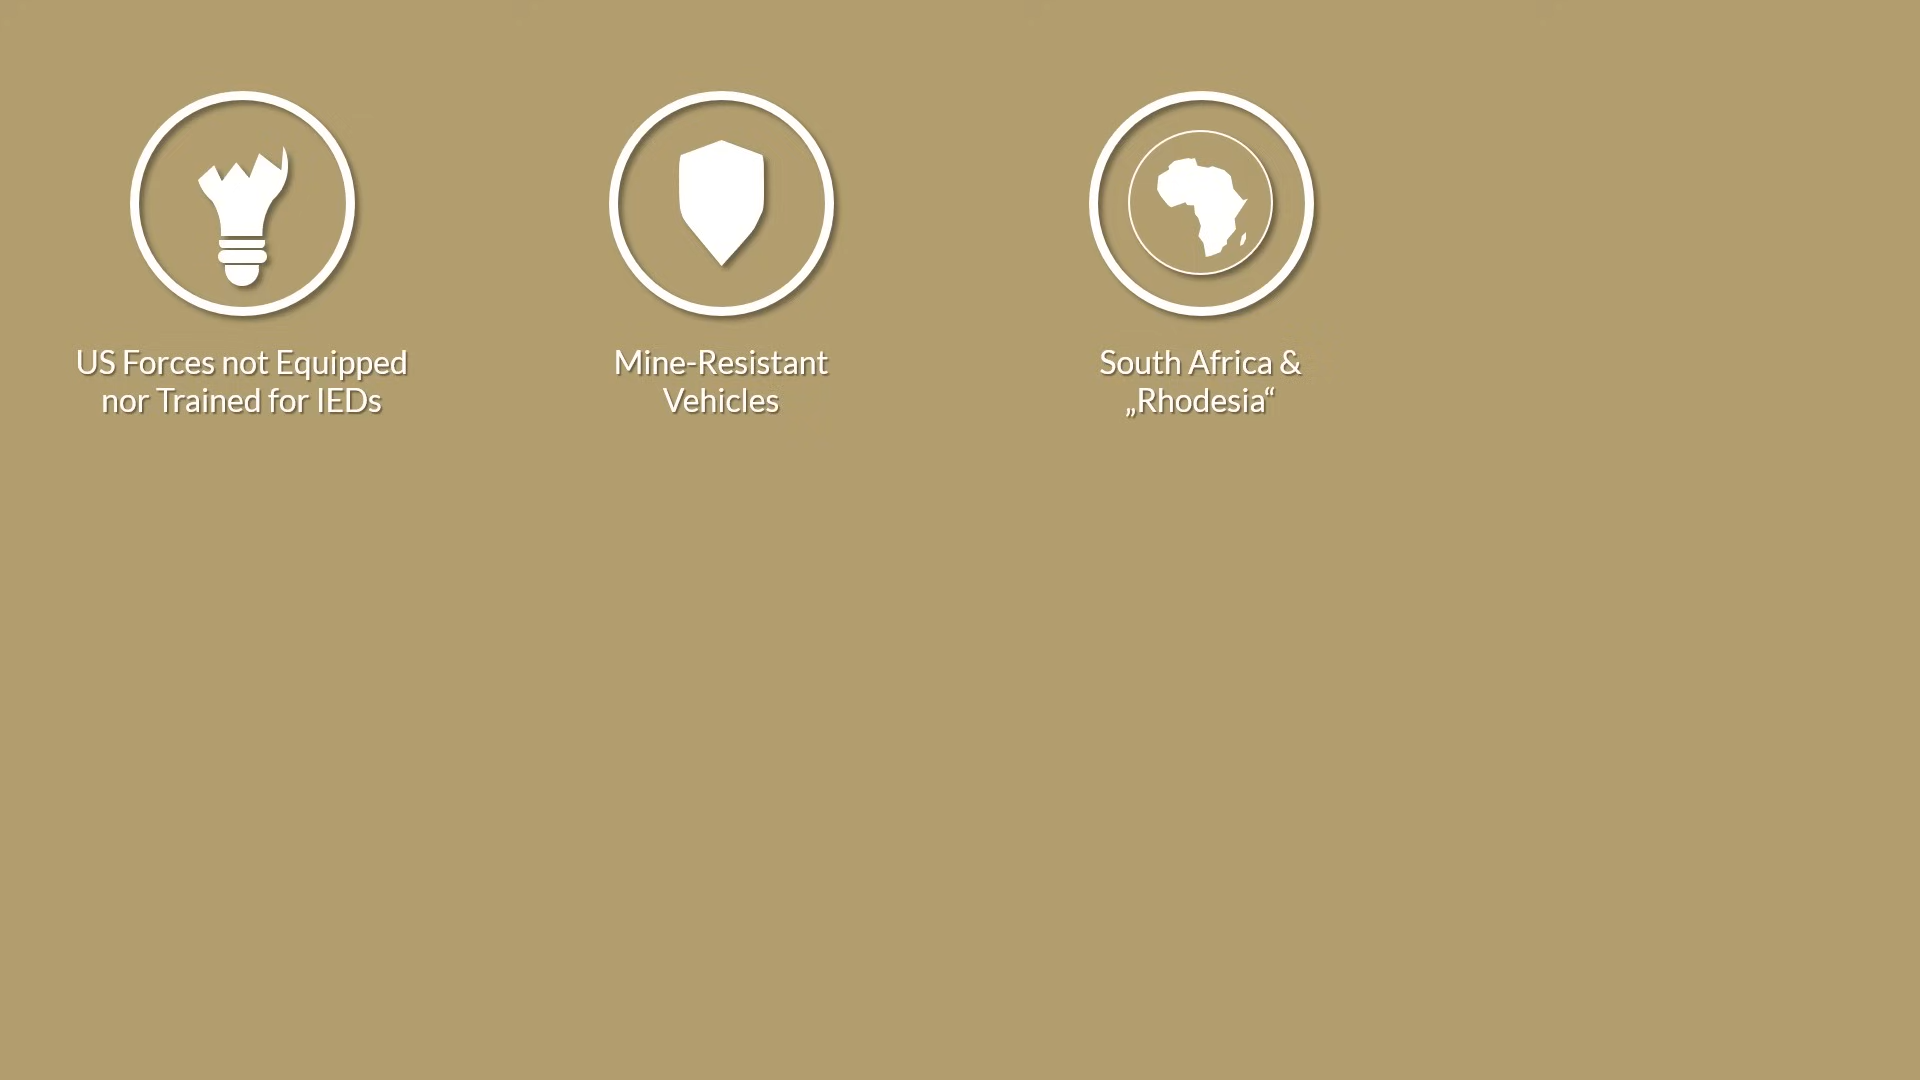 US Forces not Equipped
nor Trained for IEDs
Mine-Resistant
Vehicles
South Africa &
„Rhodesia“